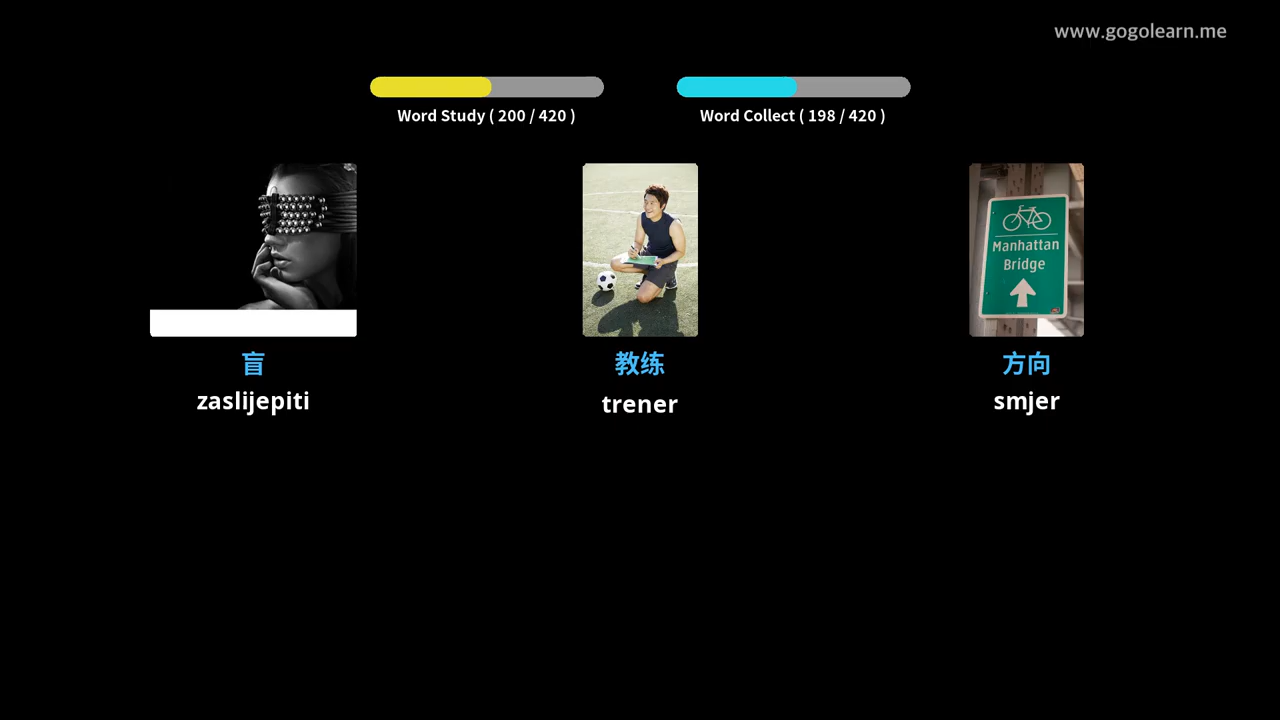 www.gogolearn.me
Word Study ( 200 / 420 )
Word Collect ( 198 / 420 )
Manhattan
Bridge
盲
教练
方向
zaslijepiti
trener
smjer